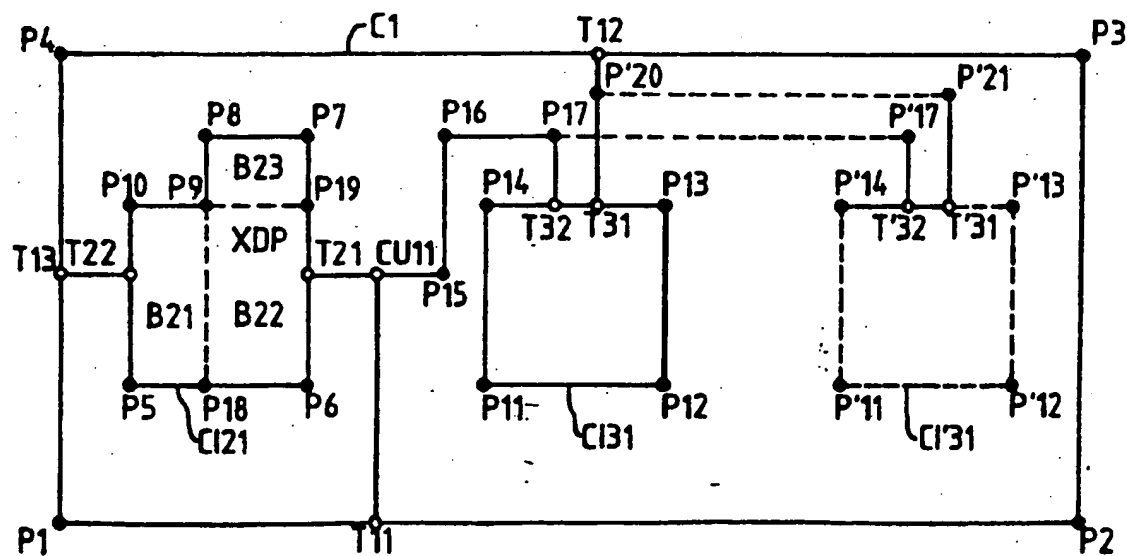 P4 C1 T12 P3
P'20 P'21
P8 P7 P16 P17 P'17
B23
P10 P9 P19 P14 P13 P'14 P'13
T32 T31 T'32 T'31
XDP
T13 T22 T21 CU11
P15
B21 B22
P5 P18 P6 P11 P12 P'11 P'12
CI21 CI31 CI'31
P1 T11 P2